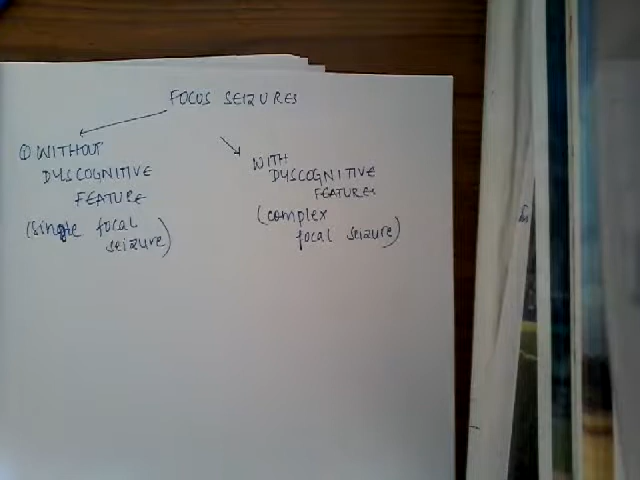 FOCUS SEIZURES
① WITHOUT
DYSCOGNITIVE
FEATURE
(single focal
seizure)
WITH
DYSCOGNITIVE
FEATURES
(complex
focal seizure)